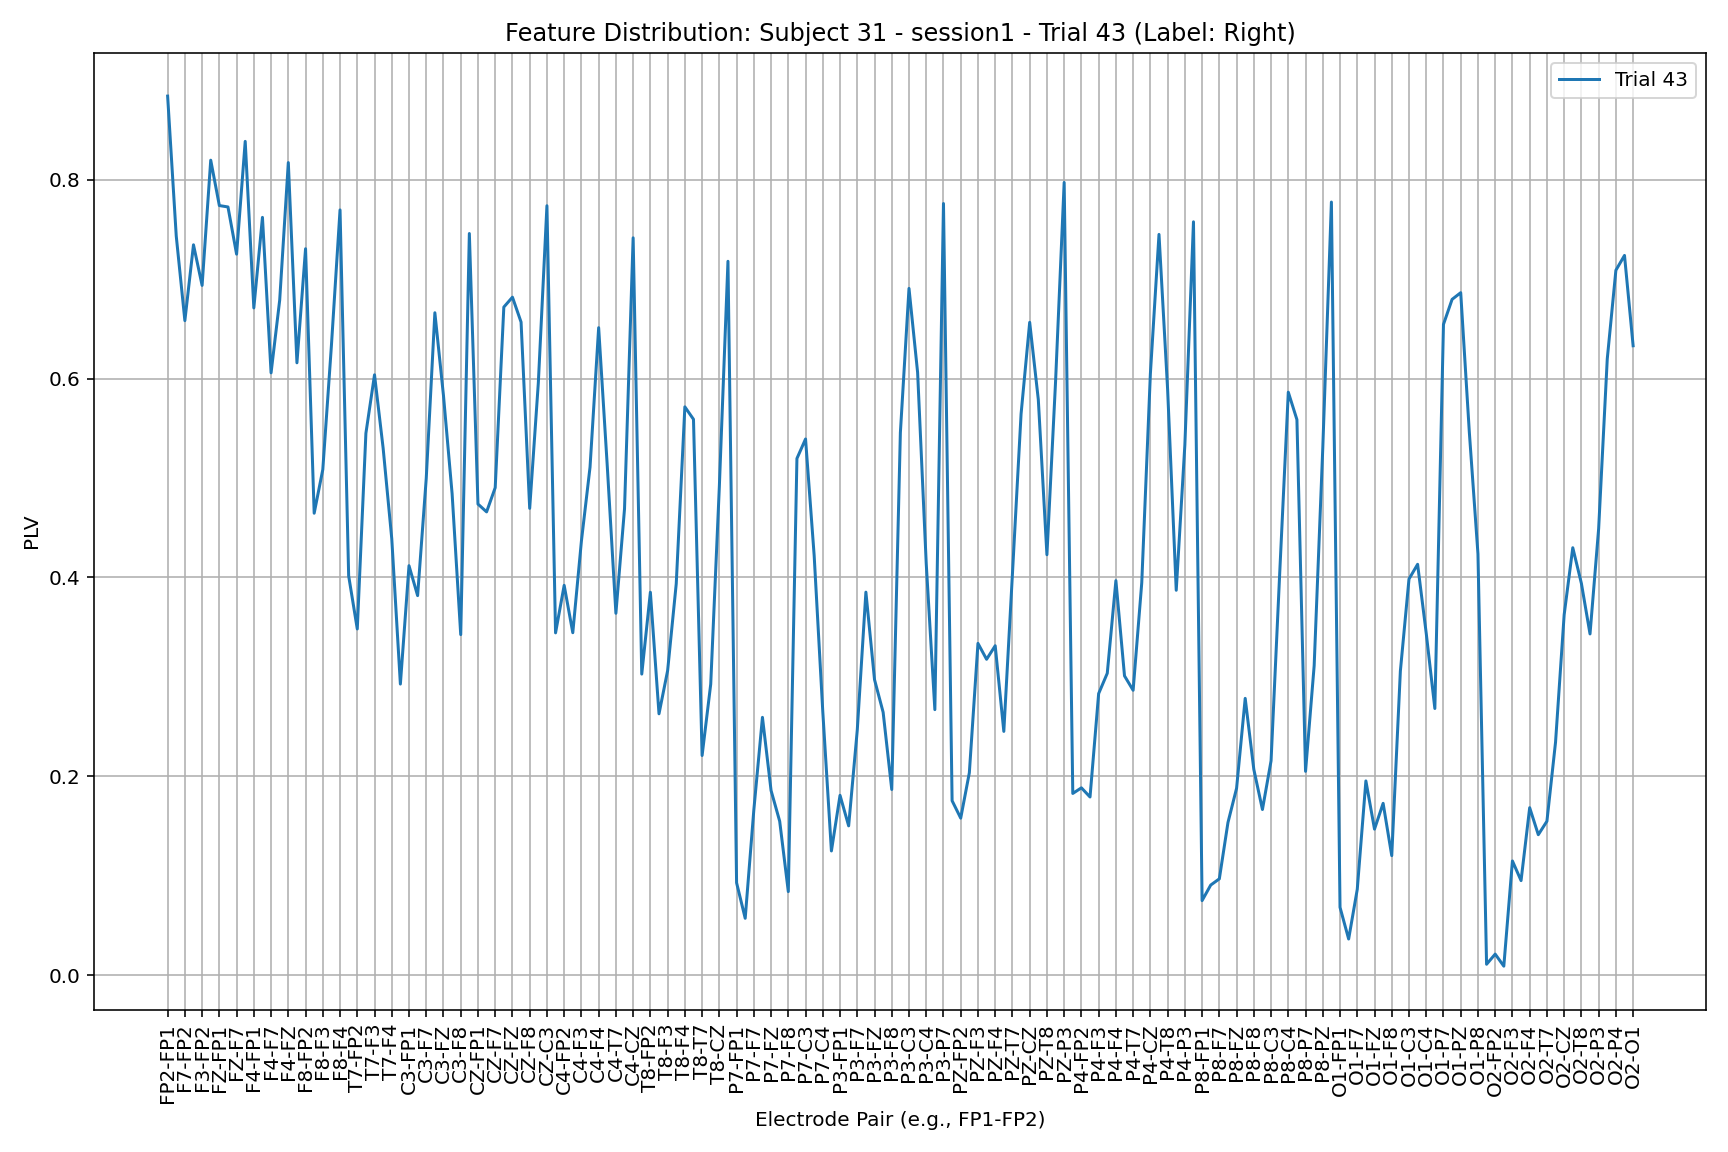 Feature Distribution: Subject 31 - session1 - Trial 43 (Label: Right)
Trial 43
PLV
0.8
0.6
0.4
0.2
0.0
FP2-FP1
F7-FP2
F3-FP2
FZ-FP1
FZ-F7
F4-FP1
F4-F7
F4-FZ
F8-FP2
F8-F3
F8-F4
T7-FP2
T7-F3
T7-F4
C3-FP1
C3-F7
C3-FZ
C3-F8
CZ-FP1
CZ-F7
CZ-FZ
CZ-F8
CZ-C3
C4-FP2
C4-F3
C4-F4
C4-T7
C4-CZ
T8-FP2
T8-F3
T8-F4
T8-T7
T8-CZ
P7-FP1
P7-F7
P7-FZ
P7-F8
P7-C3
P7-C4
P3-FP1
P3-F7
P3-FZ
P3-F8
P3-C3
P3-C4
P3-P7
PZ-FP2
PZ-F3
PZ-F4
PZ-T7
PZ-CZ
PZ-T8
PZ-P3
P4-FP2
P4-F3
P4-F4
P4-T7
P4-CZ
P4-T8
P4-P3
P8-FP1
P8-F7
P8-FZ
P8-F8
P8-C3
P8-C4
P8-P7
P8-PZ
O1-FP1
O1-F7
O1-FZ
O1-F8
O1-C3
O1-C4
O1-P7
O1-PZ
O1-P8
O2-FP2
O2-F3
O2-F4
O2-T7
O2-CZ
O2-T8
O2-P3
O2-P4
O2-O1
Electrode Pair (e.g., FP1-FP2)